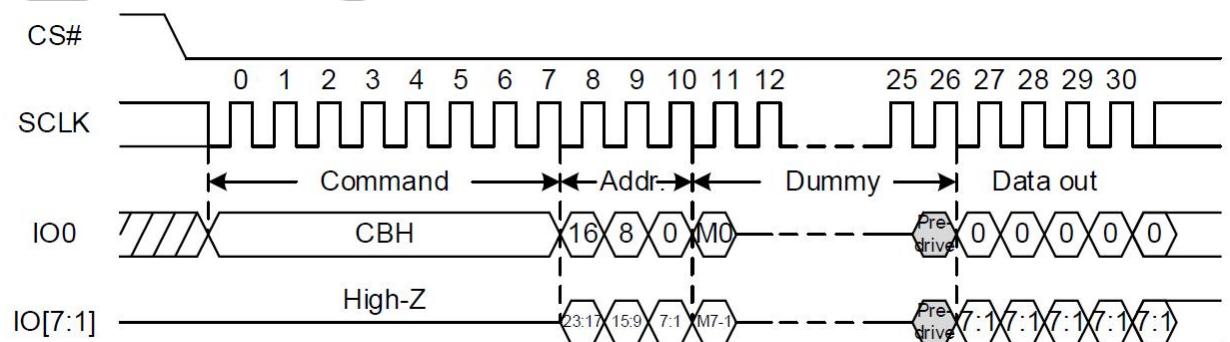 CS#
0 1 2 3 4 5 6 7 8 9 10 11 12 25 26 27 28 29 30
SCLK
Command Addr. Dummy Data out
IO0 CBH 16 8 0 M0 Pre-drive 0 0 0 0 0
High-Z
IO[7:1] 23:17 15:9 7:1 M7-1 Pre-drive 7:1 7:1 7:1 7:1 7:1